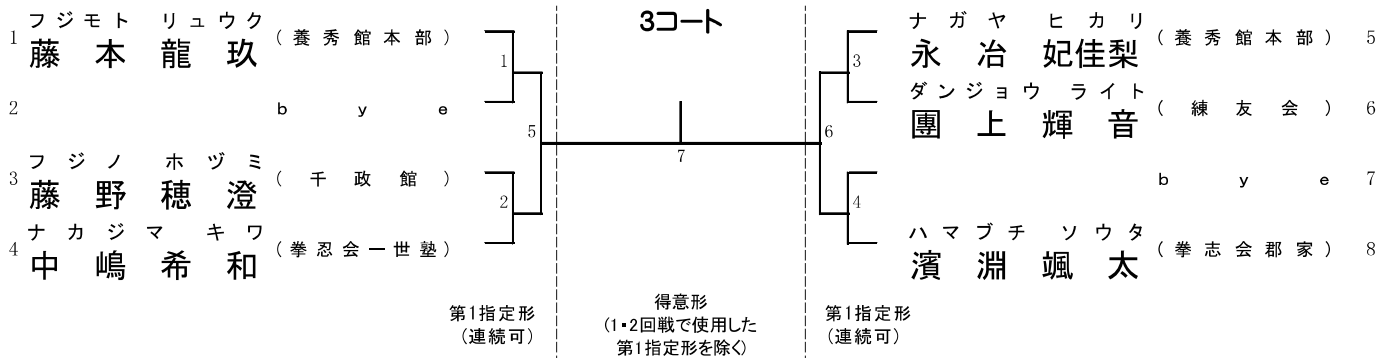 3コート
フジモト リュウク
1 藤本 龍玖 (養秀館本部)
2 bye
フジノ ホヅミ
3 藤野 穂澄 (千政館)
ナカジマ キワ
4 中嶋 希和 (拳忍会一世塾)
1
2
5
7
6
3
4
ナガヤ ヒカリ
永冶 妃佳梨 (養秀館本部) 5
ダンジョウ ライト
團上 輝音 (練友会) 6
bye 7
ハマブチ ソウタ
濱淵 颯太 (拳志会郡家) 8
第1指定形
(連続可)
得意形
(1・2回戦で使用した
第1指定形を除く)
第1指定形
(連続可)